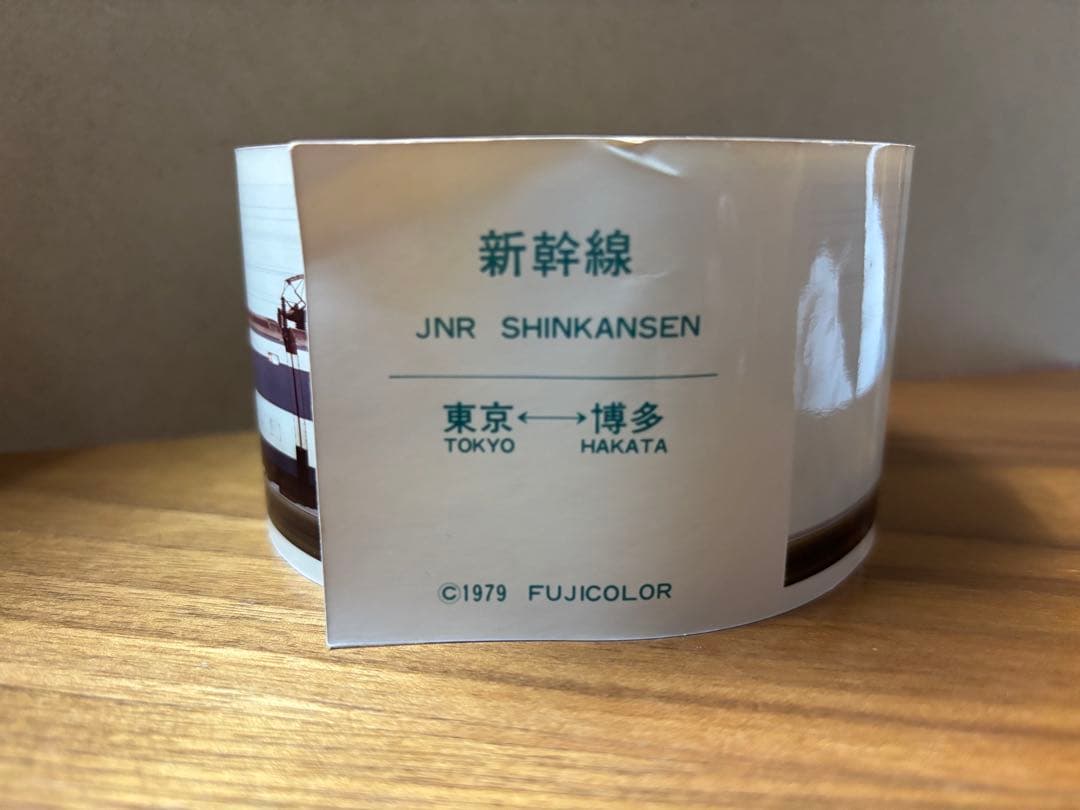 新幹線
JNR SHINKANSEN
東京←→博多
TOKYO HAKATA
©1979 FUJICOLOR